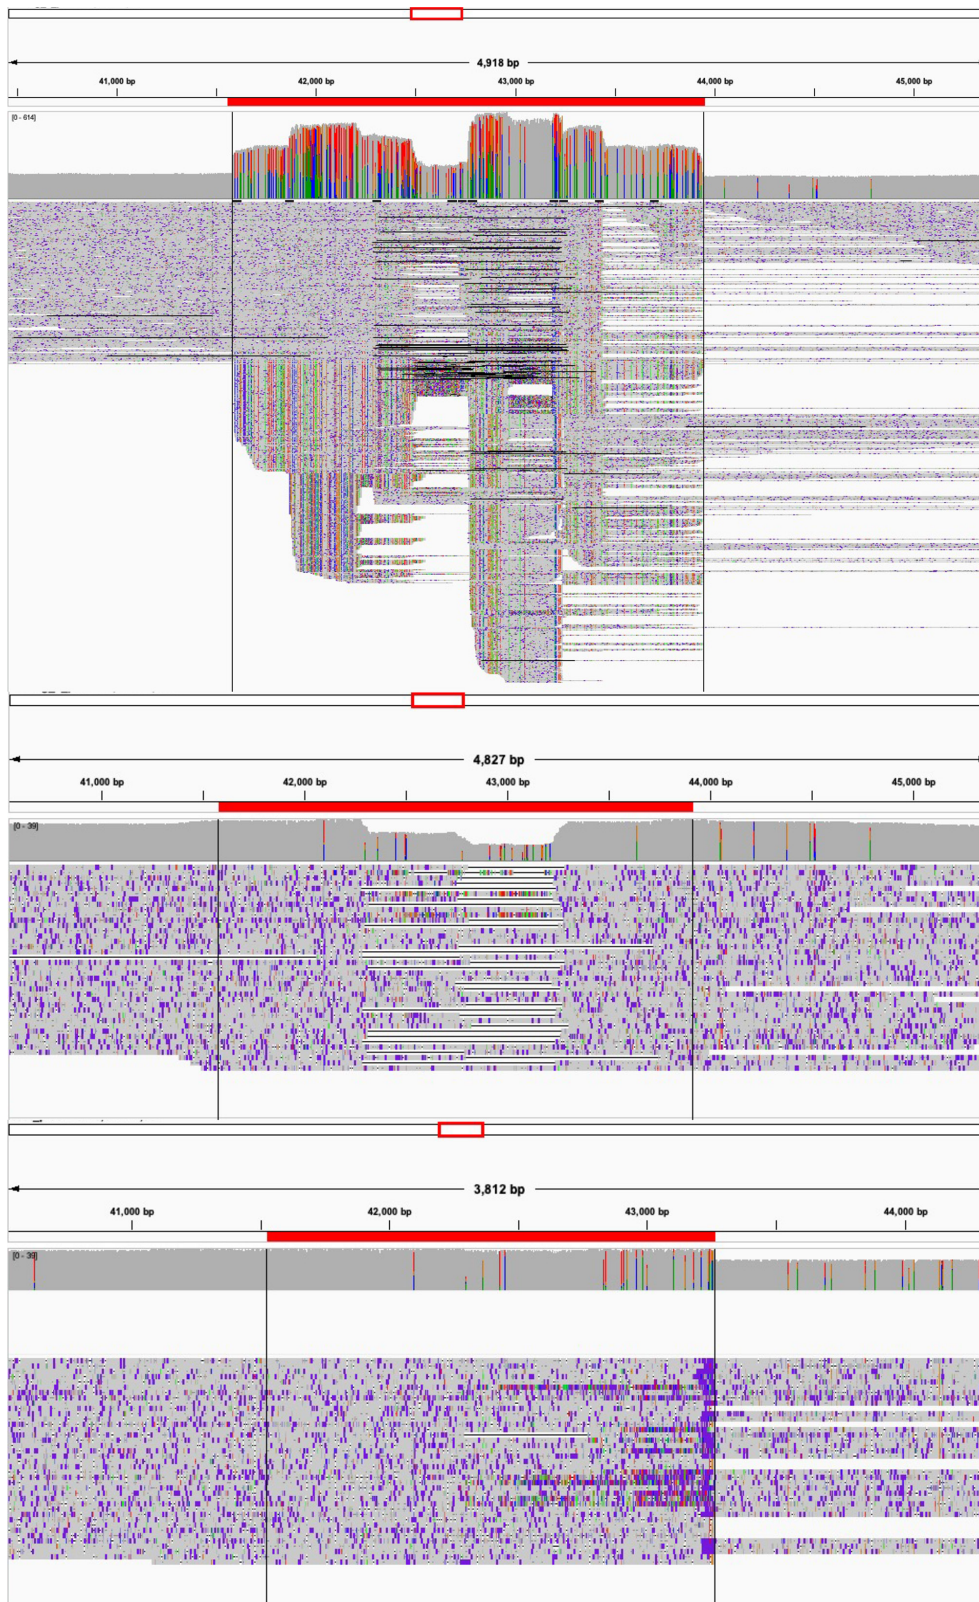 4,918 bp
41,000 bp 42,000 bp 43,000 bp 44,000 bp 45,000 bp
[0 - 614]
4,827 bp
41,000 bp 42,000 bp 43,000 bp 44,000 bp 45,000 bp
[0 - 39]
3,812 bp
41,000 bp 42,000 bp 43,000 bp 44,000 bp
[0 - 39]